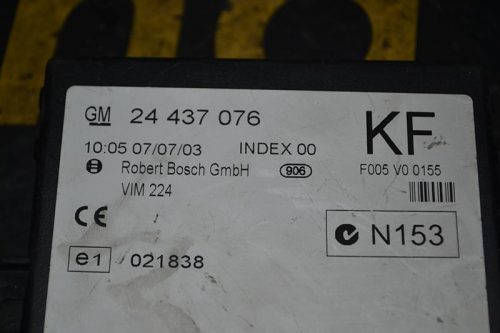 GM 24 437 076 KF
10:05 07/07/03 INDEX 00
Robert Bosch GmbH 906 F005 V0 0155
VIM 224
CE N153
e1 021838